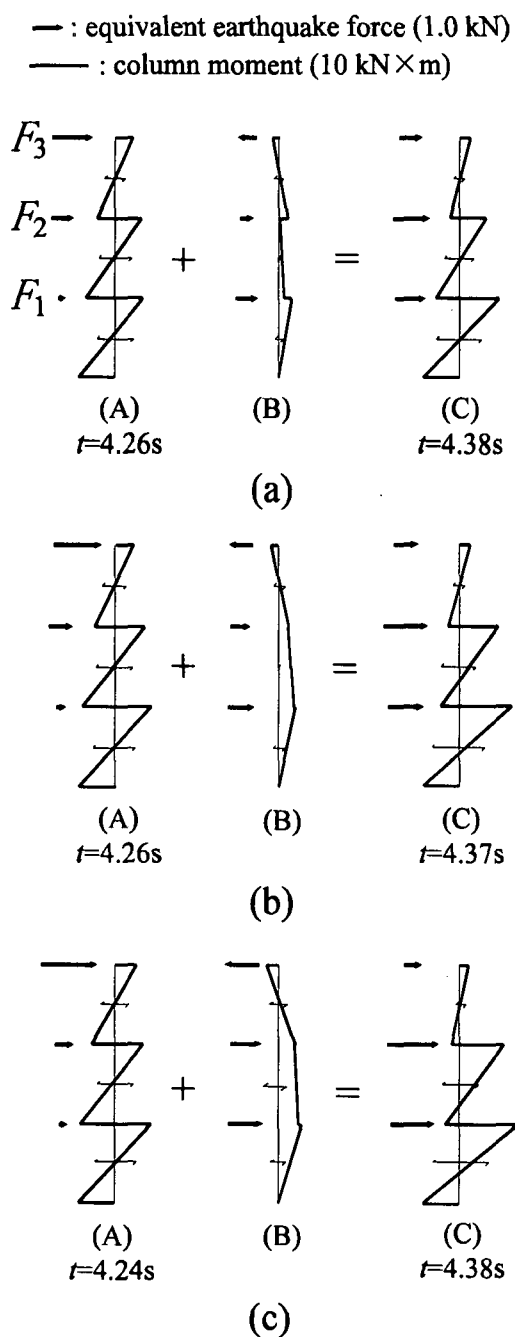 : equivalent earthquake force (1.0 kN)
: column moment (10 kN×m)
F3
F2
F1
+
=
(A)
(B)
(C)
t=4.26s
t=4.38s
(a)
+
=
(A)
(B)
(C)
t=4.26s
t=4.37s
(b)
+
=
(A)
(B)
(C)
t=4.24s
t=4.38s
(c)